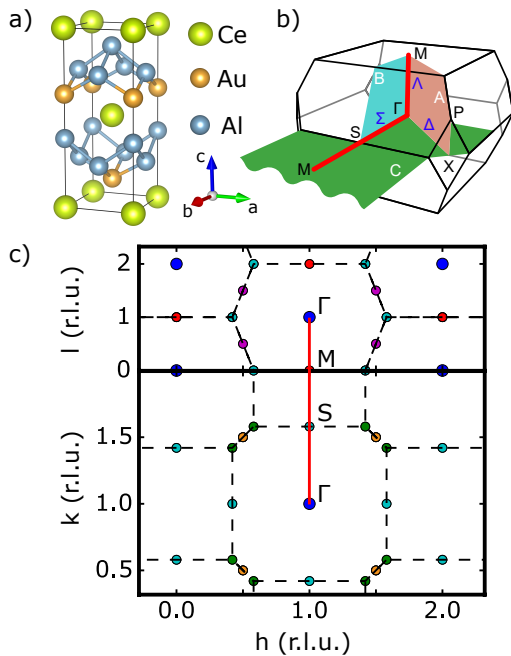 a)
Ce
Au
Al
c
b
a
b)
M
B
Λ
A
Γ
P
Σ
Δ
S
X
M
C
c)
l (r.l.u.)
2
1
0
Γ
M
k (r.l.u.)
1.5
1.0
0.5
S
Γ
0.0
1.0
2.0
h (r.l.u.)